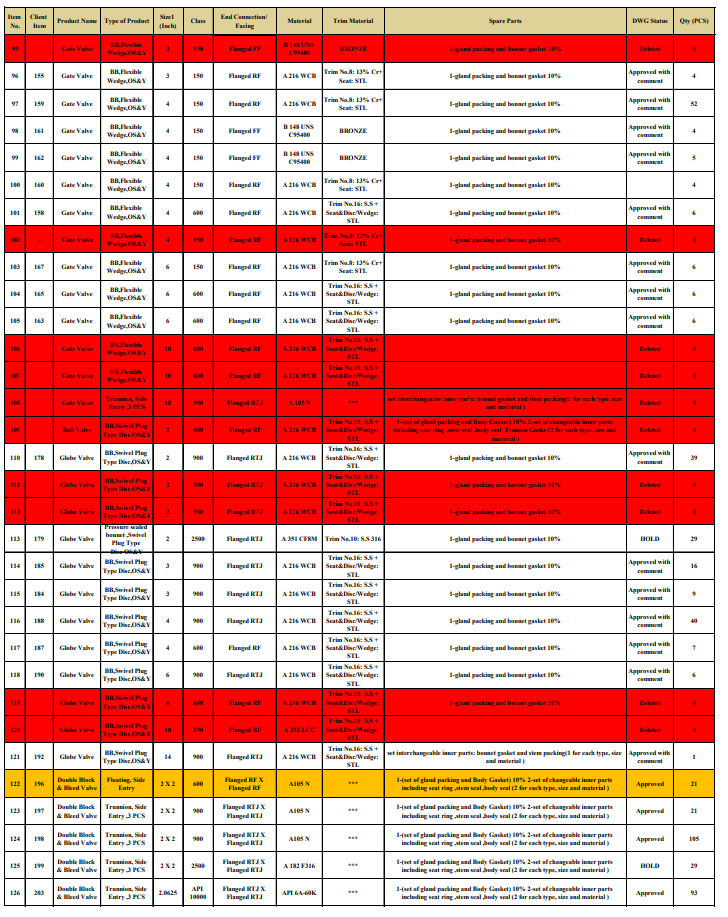 Item No. Client Item Product Name Type of Product Size1 (Inch) Class End Connection/ Facing Material Trim Material Spare Parts DWG Status Qty (PCS)
95 Gate Valve BB,Flexible Wedge,OS&Y 3 150 Flanged FF B 148 UNS C95400 BRONZE 1-gland packing and bonnet gasket 10% Deleted 0
96 155 Gate Valve BB,Flexible Wedge,OS&Y 3 150 Flanged RF A 216 WCB Trim No.8: 13% Cr+ Seat: STL 1-gland packing and bonnet gasket 10% Approved with comment 4
97 159 Gate Valve BB,Flexible Wedge,OS&Y 4 150 Flanged RF A 216 WCB Trim No.8: 13% Cr+ Seat: STL 1-gland packing and bonnet gasket 10% Approved with comment 52
98 161 Gate Valve BB,Flexible Wedge,OS&Y 4 150 Flanged FF B 148 UNS C95400 BRONZE 1-gland packing and bonnet gasket 10% Approved with comment 4
99 162 Gate Valve BB,Flexible Wedge,OS&Y 4 150 Flanged FF B 148 UNS C95400 BRONZE 1-gland packing and bonnet gasket 10% Approved with comment 5
100 160 Gate Valve BB,Flexible Wedge,OS&Y 4 150 Flanged RF A 216 WCB Trim No.8: 13% Cr+ Seat: STL 1-gland packing and bonnet gasket 10% 4
101 158 Gate Valve BB,Flexible Wedge,OS&Y 4 600 Flanged RF A 216 WCB Trim No.16: S.S + Seat&Disc/Wedge: STL 1-gland packing and bonnet gasket 10% Approved with comment 6
102 - Gate Valve BB,Flexible Wedge,OS&Y 4 150 Flanged RF A 216 WCB Trim No.8: 13% Cr+ Seat: STL 1-gland packing and bonnet gasket 10% Deleted 0
103 167 Gate Valve BB,Flexible Wedge,OS&Y 6 150 Flanged RF A 216 WCB Trim No.8: 13% Cr+ Seat: STL 1-gland packing and bonnet gasket 10% Approved with comment 6
104 165 Gate Valve BB,Flexible Wedge,OS&Y 6 600 Flanged RF A 216 WCB Trim No.16: S.S + Seat&Disc/Wedge: STL 1-gland packing and bonnet gasket 10% Approved with comment 6
105 163 Gate Valve BB,Flexible Wedge,OS&Y 6 600 Flanged RF A 216 WCB Trim No.16: S.S + Seat&Disc/Wedge: STL 1-gland packing and bonnet gasket 10% Approved with comment 6
106 Gate Valve BB,Flexible Wedge,OS&Y 10 600 Flanged RF A 216 WCB Trim No.16: S.S + Seat&Disc/Wedge: STL 1-gland packing and bonnet gasket 10% Deleted 0
107 Gate Valve BB,Flexible Wedge,OS&Y 10 600 Flanged RF A 216 WCB Trim No.16: S.S + Seat&Disc/Wedge: STL 1-gland packing and bonnet gasket 10% Deleted 0
108 Gate Valve Trunnion, Side Entry ,3 PCS 900 Flanged RTJ A 105 N *** set interchangeable inner parts: bonnet gasket and stem packing(1 for each type, size and material ) Deleted 0
109 Ball Valve BB,Swivel Plug Type Disc,OS&Y 2 600 Flanged RF A 216 WCB Trim No.16: S.S + Seat&Disc/Wedge: STL 1-(set of gland packing and Body Gasket) 10% 2-set of changeable inner parts including seat ring ,stem seal ,body seal (2 for each type, size and material ) Deleted 0
110 178 Globe Valve BB,Swivel Plug Type Disc,OS&Y 2 900 Flanged RTJ A 216 WCB Trim No.16: S.S + Seat&Disc/Wedge: STL 1-gland packing and bonnet gasket 10% Approved with comment 39
111 Globe Valve BB,Swivel Plug Type Disc,OS&Y 2 900 Flanged RTJ A 216 WCB Trim No.16: S.S + Seat&Disc/Wedge: STL 1-gland packing and bonnet gasket 10% Deleted 0
112 Globe Valve BB,Swivel Plug Type Disc,OS&Y 2 900 Flanged RTJ A 216 WCB Trim No.16: S.S + Seat&Disc/Wedge: STL 1-gland packing and bonnet gasket 10% Deleted 0
113 179 Globe Valve Pressure sealed bonnet ,Swivel Plug Type Disc OS&Y 2 2500 Flanged RTJ A 351 CF8M Trim No.10: S.S 316 1-gland packing and bonnet gasket 10% HOLD 29
114 185 Globe Valve BB,Swivel Plug Type Disc,OS&Y 3 900 Flanged RTJ A 216 WCB Trim No.16: S.S + Seat&Disc/Wedge: STL 1-gland packing and bonnet gasket 10% Approved with comment 16
115 184 Globe Valve BB,Swivel Plug Type Disc,OS&Y 3 900 Flanged RTJ A 216 WCB Trim No.16: S.S + Seat&Disc/Wedge: STL 1-gland packing and bonnet gasket 10% Approved with comment 9
116 188 Globe Valve BB,Swivel Plug Type Disc,OS&Y 4 900 Flanged RTJ A 216 WCB Trim No.16: S.S + Seat&Disc/Wedge: STL 1-gland packing and bonnet gasket 10% Approved with comment 40
117 187 Globe Valve BB,Swivel Plug Type Disc,OS&Y 4 600 Flanged RF A 216 WCB Trim No.16: S.S + Seat&Disc/Wedge: STL 1-gland packing and bonnet gasket 10% Approved with comment 7
118 190 Globe Valve BB,Swivel Plug Type Disc,OS&Y 6 900 Flanged RTJ A 216 WCB Trim No.16: S.S + Seat&Disc/Wedge: STL 1-gland packing and bonnet gasket 10% Approved with comment 6
119 Globe Valve BB,Swivel Plug Type Disc,OS&Y 6 600 Flanged RF A 216 WCB Trim No.16: S.S + Seat&Disc/Wedge: STL 1-gland packing and bonnet gasket 10% Deleted 0
120 Globe Valve BB,Swivel Plug Type Disc,OS&Y 10 150 Flanged RF A 352 LCC Trim No.16: S.S + Seat&Disc/Wedge: STL Deleted 0
121 192 Globe Valve BB,Swivel Plug Type Disc,OS&Y 14 900 Flanged RTJ A 216 WCB Trim No.16: S.S + Seat&Disc/Wedge: STL set interchangeable inner parts: bonnet gasket and stem packing(1 for each type, size and material ) Approved with comment 1
122 196 Double Block & Bleed Valve Floating, Side Entry 2 X 2 600 Flanged RF X Flanged RF A105 N *** 1-(set of gland packing and Body Gasket) 10% 2-set of changeable inner parts including seat ring ,stem seal ,body seal (2 for each type, size and material ) Approved 21
123 197 Double Block & Bleed Valve Trunnion, Side Entry ,3 PCS 2 X 2 900 Flanged RTJ X Flanged RTJ A105 N *** 1-(set of gland packing and Body Gasket) 10% 2-set of changeable inner parts including seat ring ,stem seal ,body seal (2 for each type, size and material ) Approved 21
124 198 Double Block & Bleed Valve Trunnion, Side Entry ,3 PCS 2 X 2 900 Flanged RTJ X Flanged RTJ A105 N *** 1-(set of gland packing and Body Gasket) 10% 2-set of changeable inner parts including seat ring ,stem seal ,body seal (2 for each type, size and material ) Approved 105
125 199 Double Block & Bleed Valve Trunnion, Side Entry ,3 PCS 2 X 2 2500 Flanged RTJ X Flanged RTJ A 182 F316 *** 1-(set of gland packing and Body Gasket) 10% 2-set of changeable inner parts including seat ring ,stem seal ,body seal (2 for each type, size and material ) HOLD 29
126 203 Double Block & Bleed Valve Trunnion, Side Entry ,3 PCS 2.0625 API 10000 Flanged RTJ X Flanged RTJ API 6A-60K *** 1-(set of gland packing and Body Gasket) 10% 2-set of changeable inner parts including seat ring ,stem seal ,body seal (2 for each type, size and material ) Approved 93